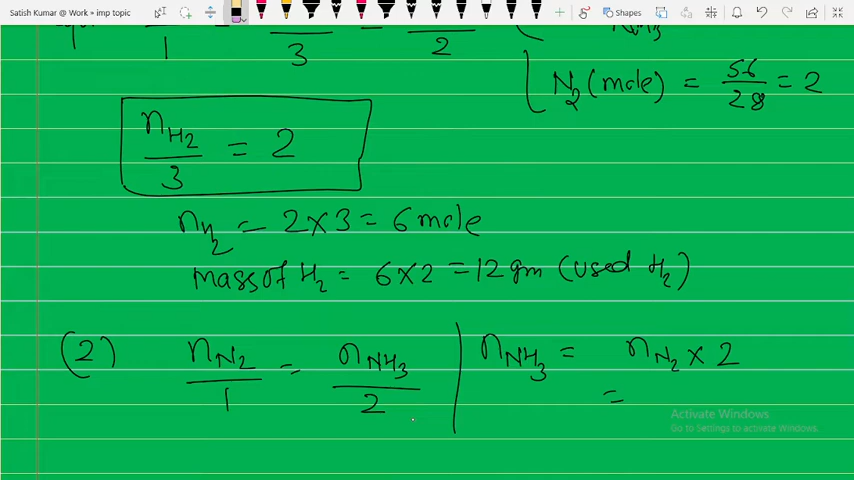 Satish Kumar @ Work » imp topic
Shapes
1 3 2
N₂ (mole) = 56/28 = 2
nH₂/3 = 2
nH₂ = 2×3 = 6 mole
mass of H₂ = 6×2 = 12 gm (used H₂)
(2) nN₂/1 = nNH₃/2 | nNH₃ = nN₂ × 2
=
Activate Windows
Go to Settings to activate Windows.